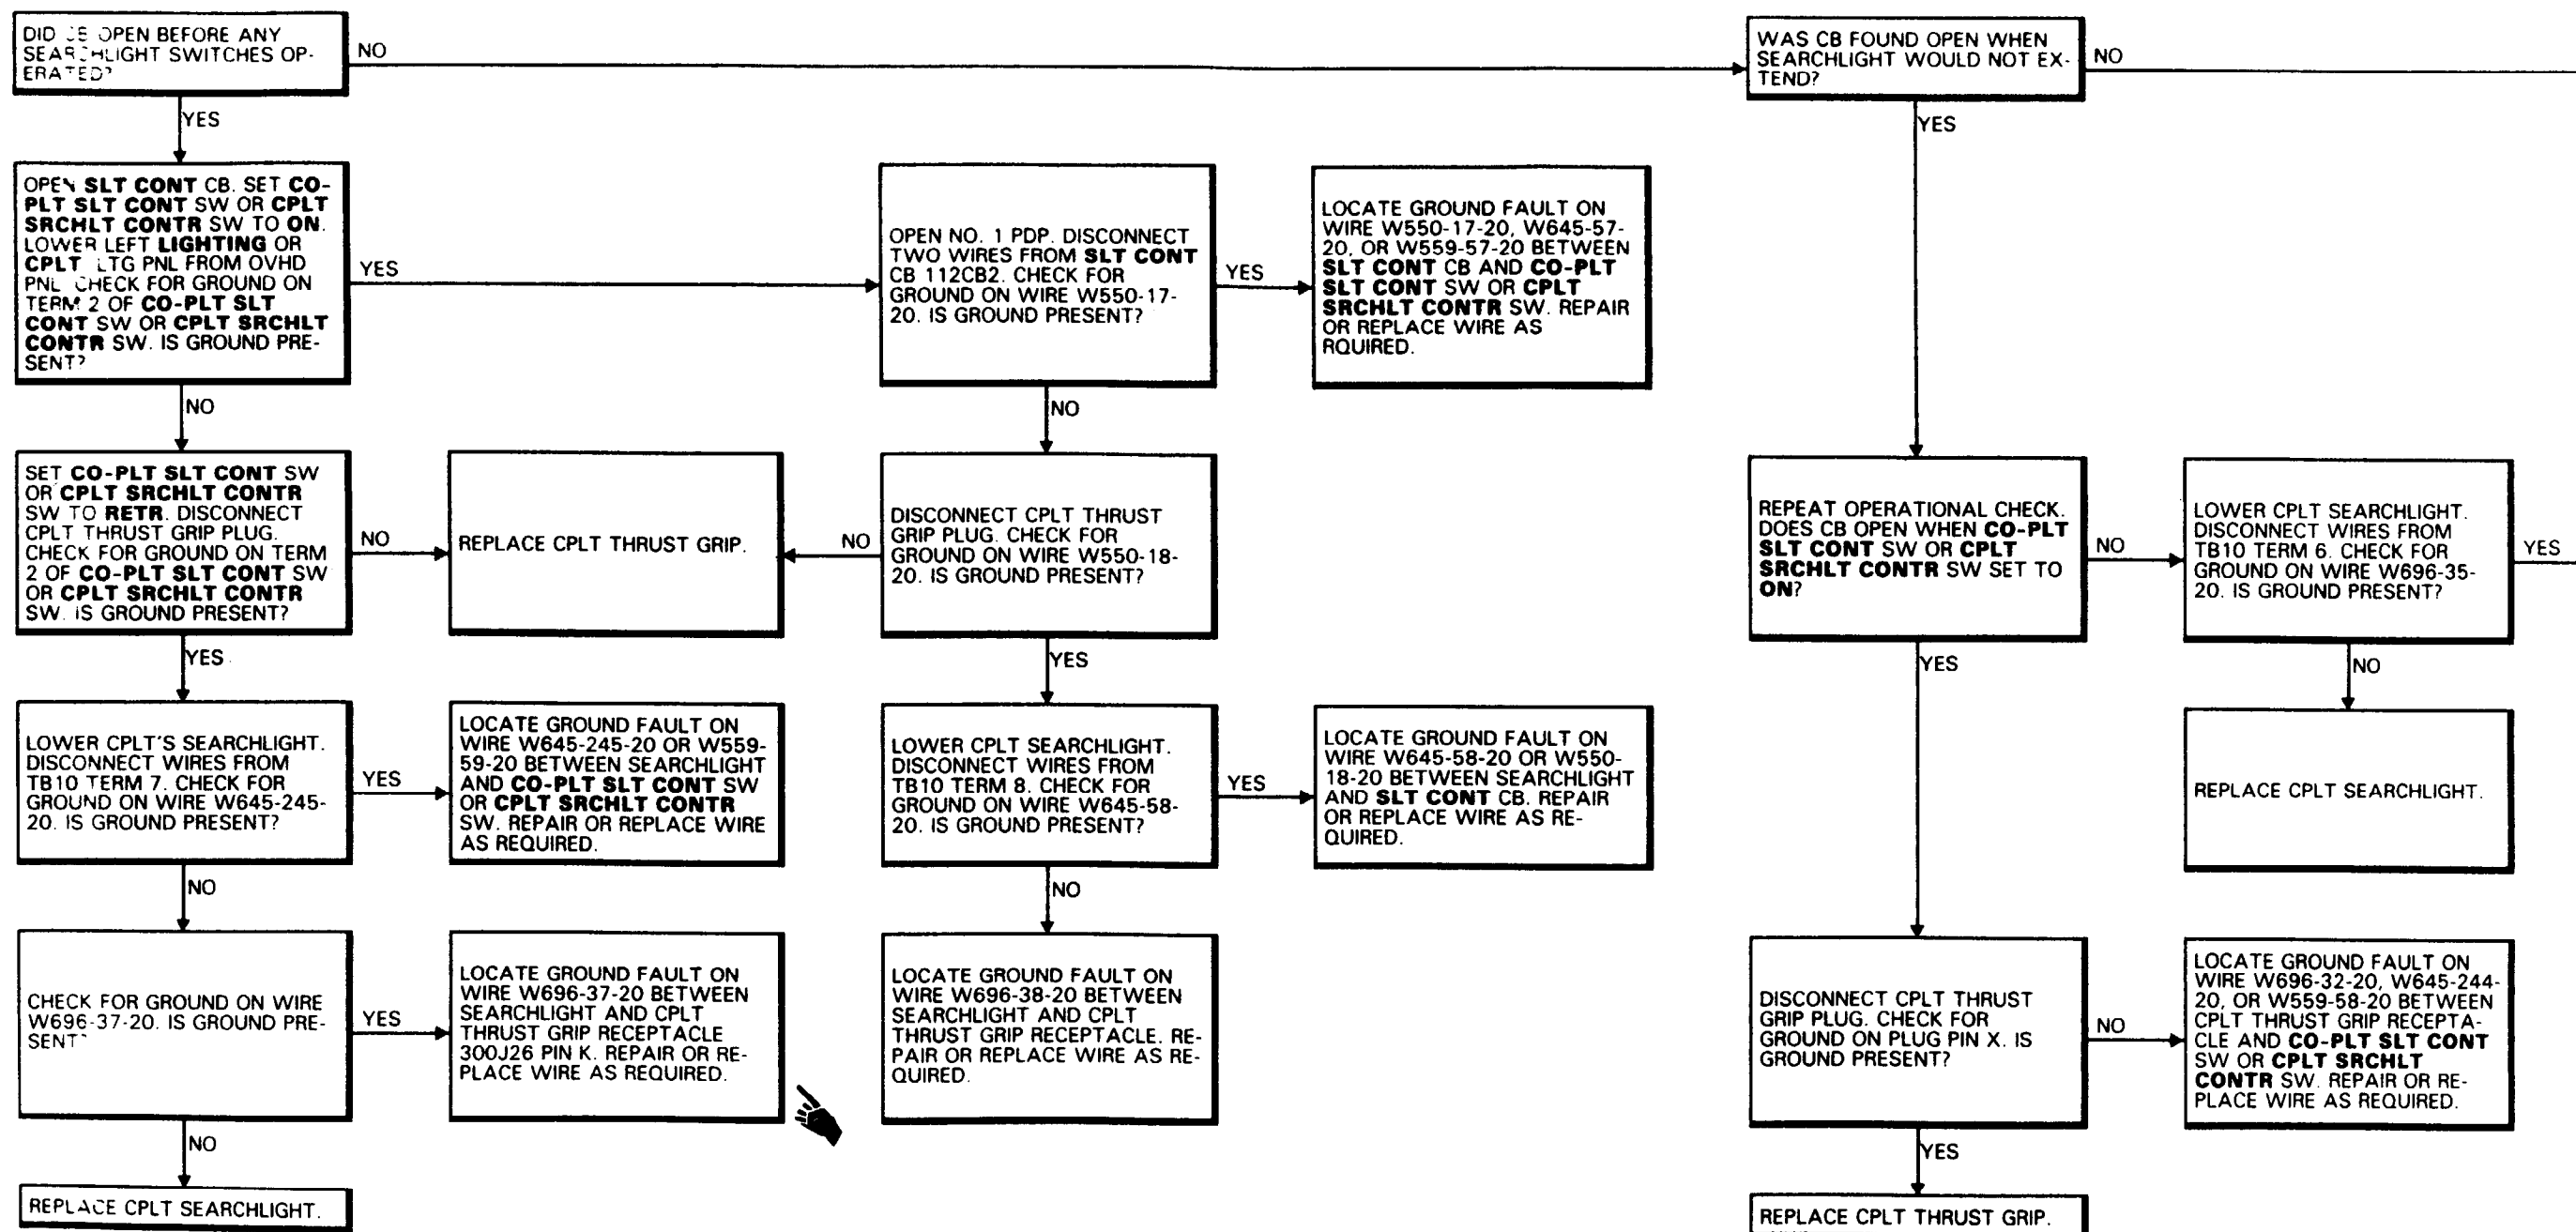 DID CB OPEN BEFORE ANY
SEARCHLIGHT SWITCHES OP-
ERATED?
NO
YES
WAS CB FOUND OPEN WHEN
SEARCHLIGHT WOULD NOT EX-
TEND?
NO
YES
OPEN SLT CONT CB. SET CO-
PLT SLT CONT SW OR CPLT
SRCHLT CONTR SW TO ON.
LOWER LEFT LIGHTING OR
CPLT LTG PNL FROM OVHD
PNL. CHECK FOR GROUND ON
TERM 2 OF CO-PLT SLT
CONT SW OR CPLT SRCHLT
CONTR SW. IS GROUND PRE-
SENT?
YES
NO
OPEN NO. 1 PDP. DISCONNECT
TWO WIRES FROM SLT CONT
CB 112CB2. CHECK FOR
GROUND ON WIRE W550-17-
20. IS GROUND PRESENT?
YES
NO
LOCATE GROUND FAULT ON
WIRE W550-17-20, W645-57-
20, OR W559-57-20 BETWEEN
SLT CONT CB AND CO-PLT
SLT CONT SW OR CPLT
SRCHLT CONTR SW. REPAIR
OR REPLACE WIRE AS
RQUIRED.
SET CO-PLT SLT CONT SW
OR CPLT SRCHLT CONTR
SW TO RETR. DISCONNECT
CPLT THRUST GRIP PLUG.
CHECK FOR GROUND ON TERM
2 OF CO-PLT SLT CONT SW
OR CPLT SRCHLT CONTR
SW. IS GROUND PRESENT?
NO
YES
REPLACE CPLT THRUST GRIP.
NO
DISCONNECT CPLT THRUST
GRIP PLUG. CHECK FOR
GROUND ON WIRE W550-18-
20. IS GROUND PRESENT?
YES
REPEAT OPERATIONAL CHECK.
DOES CB OPEN WHEN CO-PLT
SLT CONT SW OR CPLT
SRCHLT CONTR SW SET TO
ON?
NO
YES
LOWER CPLT SEARCHLIGHT.
DISCONNECT WIRES FROM
TB10 TERM 6. CHECK FOR
GROUND ON WIRE W696-35-
20. IS GROUND PRESENT?
YES
NO
LOWER CPLT'S SEARCHLIGHT.
DISCONNECT WIRES FROM
TB10 TERM 7. CHECK FOR
GROUND ON WIRE W645-245-
20. IS GROUND PRESENT?
YES
NO
LOCATE GROUND FAULT ON
WIRE W645-245-20 OR W559-
59-20 BETWEEN SEARCHLIGHT
AND CO-PLT SLT CONT SW
OR CPLT SRCHLT CONTR
SW. REPAIR OR REPLACE WIRE
AS REQUIRED.
LOWER CPLT SEARCHLIGHT.
DISCONNECT WIRES FROM
TB10 TERM 8. CHECK FOR
GROUND ON WIRE W645-58-
20. IS GROUND PRESENT?
YES
NO
LOCATE GROUND FAULT ON
WIRE W645-58-20 OR W550-
18-20 BETWEEN SEARCHLIGHT
AND SLT CONT CB. REPAIR
OR REPLACE WIRE AS RE-
QUIRED.
REPLACE CPLT SEARCHLIGHT.
CHECK FOR GROUND ON WIRE
W696-37-20. IS GROUND PRE-
SENT?
YES
NO
LOCATE GROUND FAULT ON
WIRE W696-37-20 BETWEEN
SEARCHLIGHT AND CPLT
THRUST GRIP RECEPTACLE
300J26 PIN K. REPAIR OR RE-
PLACE WIRE AS REQUIRED.
LOCATE GROUND FAULT ON
WIRE W696-38-20 BETWEEN
SEARCHLIGHT AND CPLT
THRUST GRIP RECEPTACLE. RE-
PAIR OR REPLACE WIRE AS RE-
QUIRED.
DISCONNECT CPLT THRUST
GRIP PLUG. CHECK FOR
GROUND ON PLUG PIN X. IS
GROUND PRESENT?
NO
YES
LOCATE GROUND FAULT ON
WIRE W696-32-20, W645-244-
20, OR W559-58-20 BETWEEN
CPLT THRUST GRIP RECEPTA-
CLE AND CO-PLT SLT CONT
SW OR CPLT SRCHLT
CONTR SW. REPAIR OR RE-
PLACE WIRE AS REQUIRED.
REPLACE CPLT SEARCHLIGHT.
REPLACE CPLT THRUST GRIP.